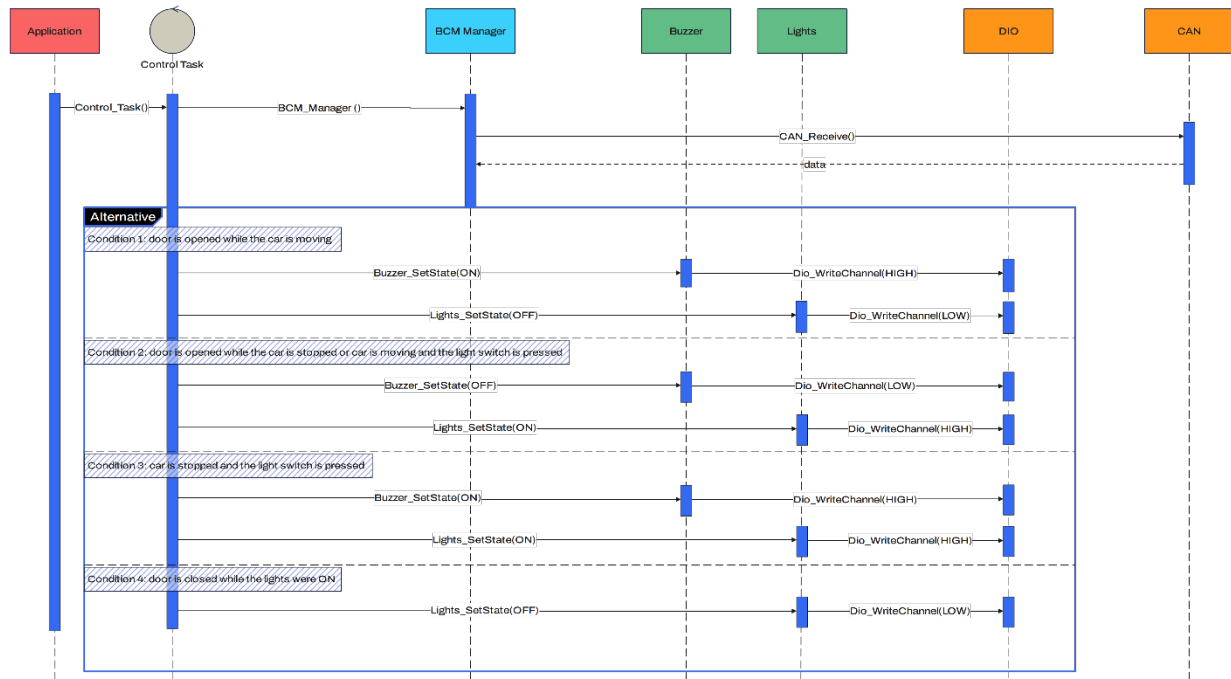 Application
Control Task
BCM Manager
Buzzer
Lights
DIO
CAN
Control_Task()
BCM_Manager ()
CAN_Receive()
data
Alternative
Condition 1: door is opened while the car is moving
Buzzer_SetState(ON)
Dio_WriteChannel(HIGH)
Lights_SetState(OFF)
Dio_WriteChannel(LOW)
Condition 2: door is opened while the car is stopped or car is moving and the light switch is pressed
Buzzer_SetState(OFF)
Dio_WriteChannel(LOW)
Lights_SetState(ON)
Dio_WriteChannel(HIGH)
Condition 3: car is stopped and the light switch is pressed
Buzzer_SetState(ON)
Dio_WriteChannel(HIGH)
Lights_SetState(ON)
Dio_WriteChannel(HIGH)
Condition 4: door is closed while the lights were ON
Lights_SetState(OFF)
Dio_WriteChannel(LOW)